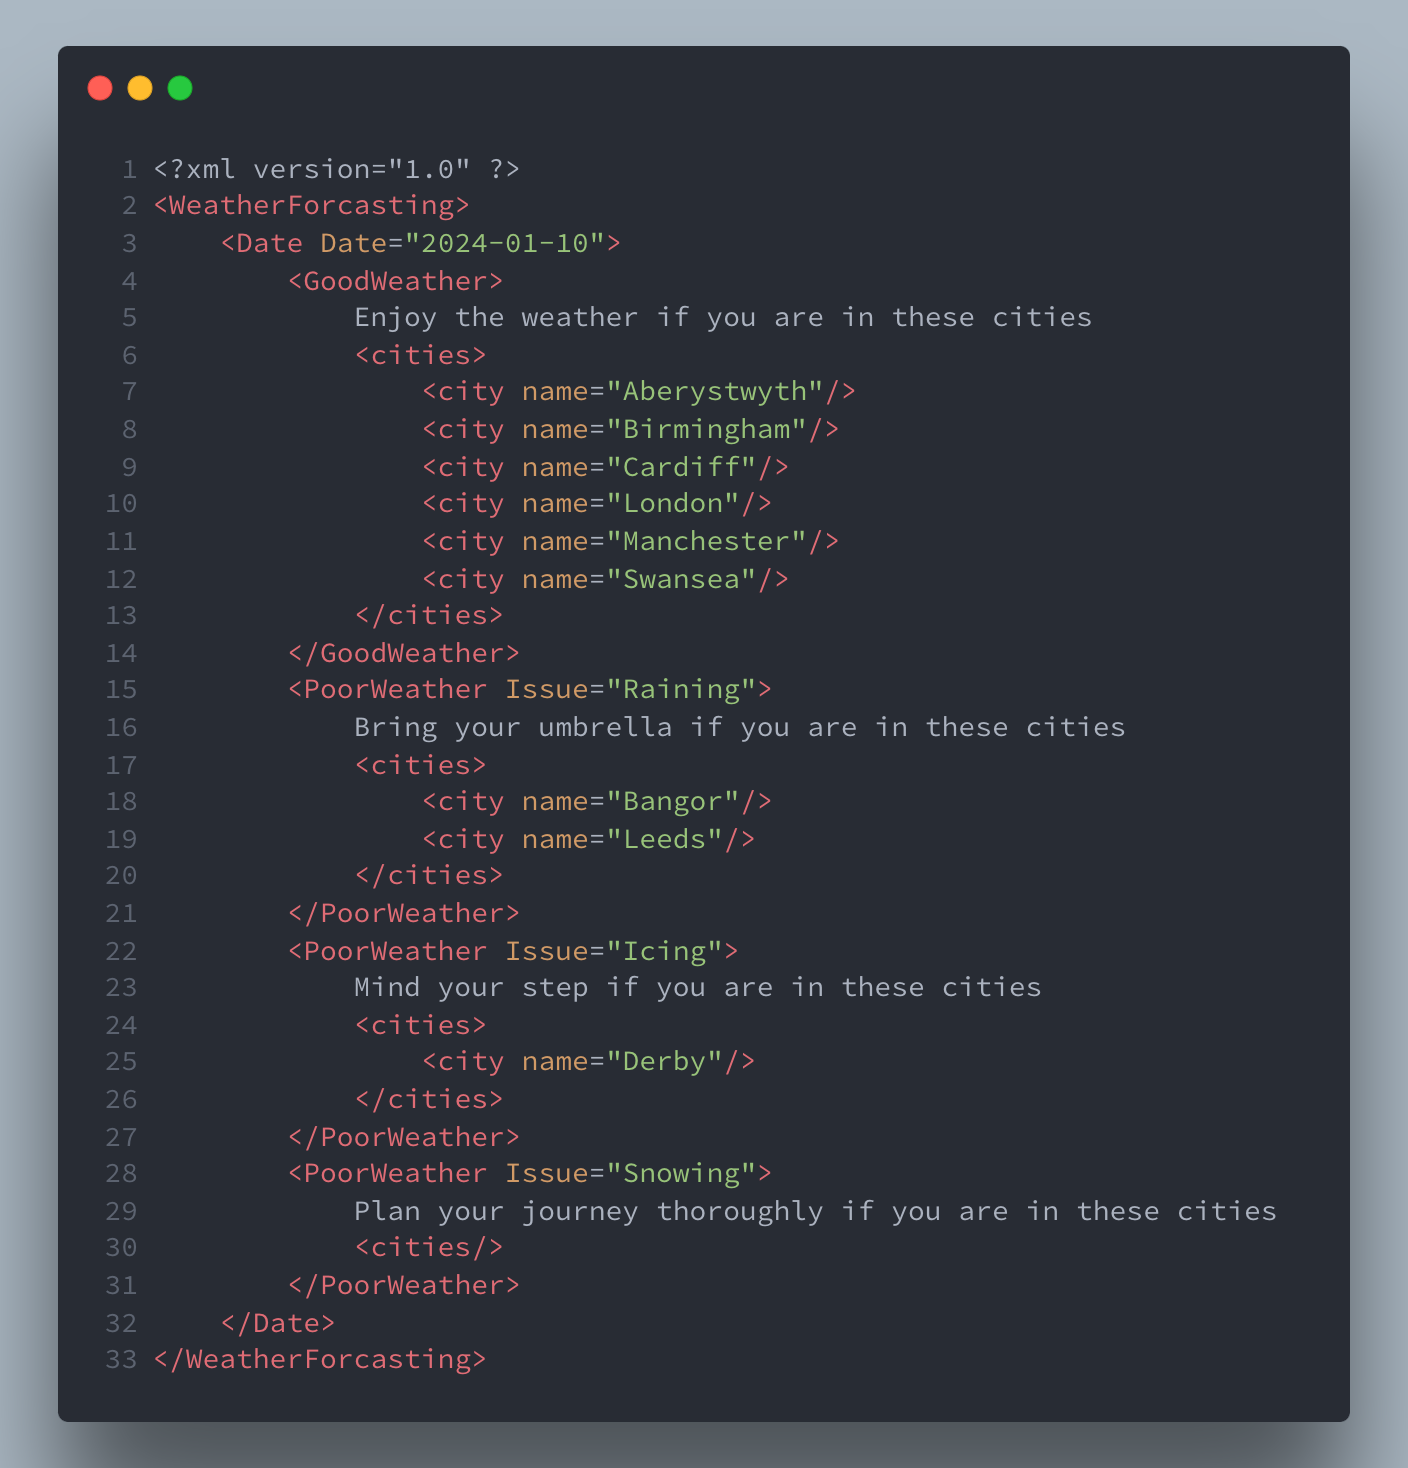 1 <?xml version="1.0" ?>
2 <WeatherForcasting>
3     <Date Date="2024-01-10">
4         <GoodWeather>
5             Enjoy the weather if you are in these cities
6             <cities>
7                 <city name="Aberystwyth"/>
8                 <city name="Birmingham"/>
9                 <city name="Cardiff"/>
10                 <city name="London"/>
11                 <city name="Manchester"/>
12                 <city name="Swansea"/>
13             </cities>
14         </GoodWeather>
15         <PoorWeather Issue="Raining">
16             Bring your umbrella if you are in these cities
17             <cities>
18                 <city name="Bangor"/>
19                 <city name="Leeds"/>
20             </cities>
21         </PoorWeather>
22         <PoorWeather Issue="Icing">
23             Mind your step if you are in these cities
24             <cities>
25                 <city name="Derby"/>
26             </cities>
27         </PoorWeather>
28         <PoorWeather Issue="Snowing">
29             Plan your journey thoroughly if you are in these cities
30             <cities/>
31         </PoorWeather>
32     </Date>
33 </WeatherForcasting>